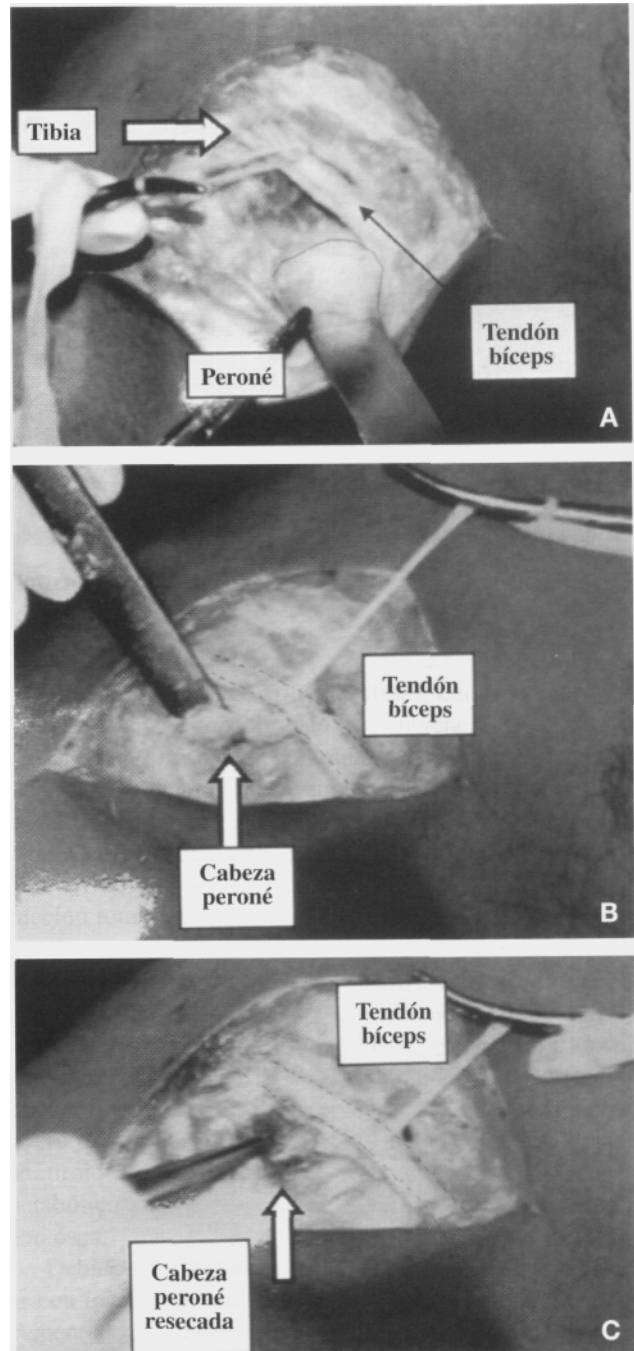 Tibia
Tendón
bíceps
Peroné
A
Tendón
bíceps
Cabeza
peroné
B
Tendón
bíceps
Cabeza
peroné
resecada
C